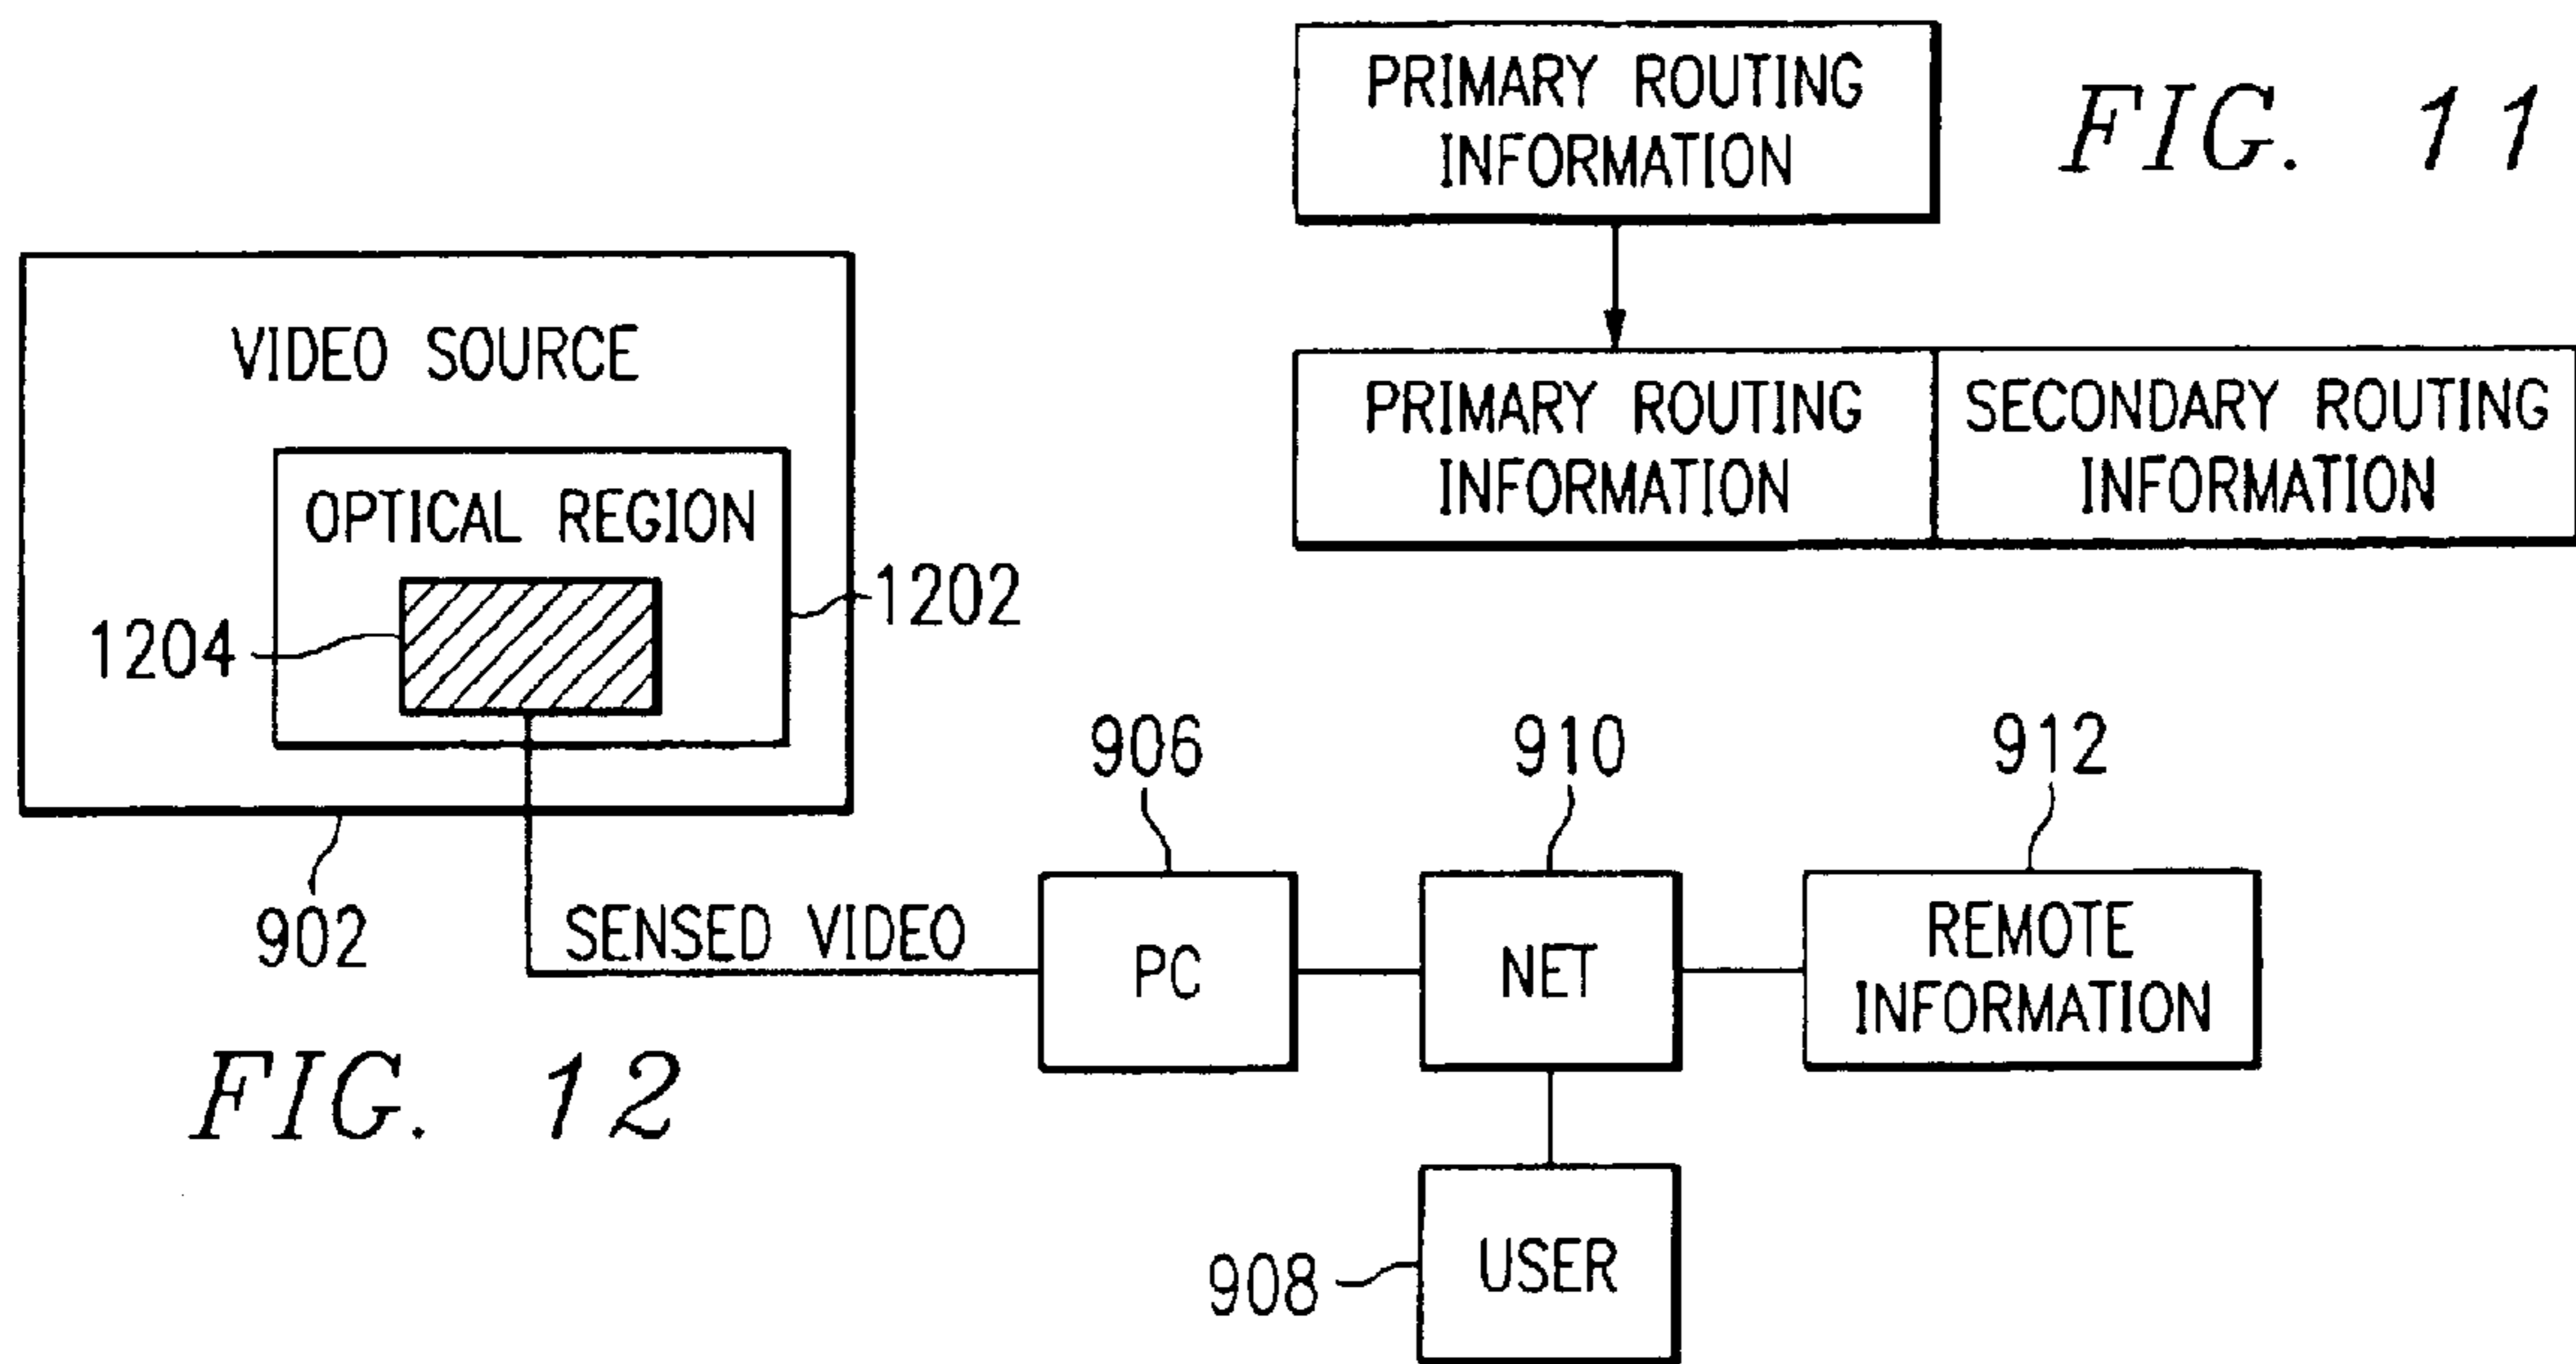 PRIMARY ROUTING
INFORMATION
FIG. 11
PRIMARY ROUTING
INFORMATION
SECONDARY ROUTING
INFORMATION
VIDEO SOURCE
OPTICAL REGION
1202
1204
902
SENSED VIDEO
906
PC
910
NET
912
REMOTE
INFORMATION
908
USER
FIG. 12